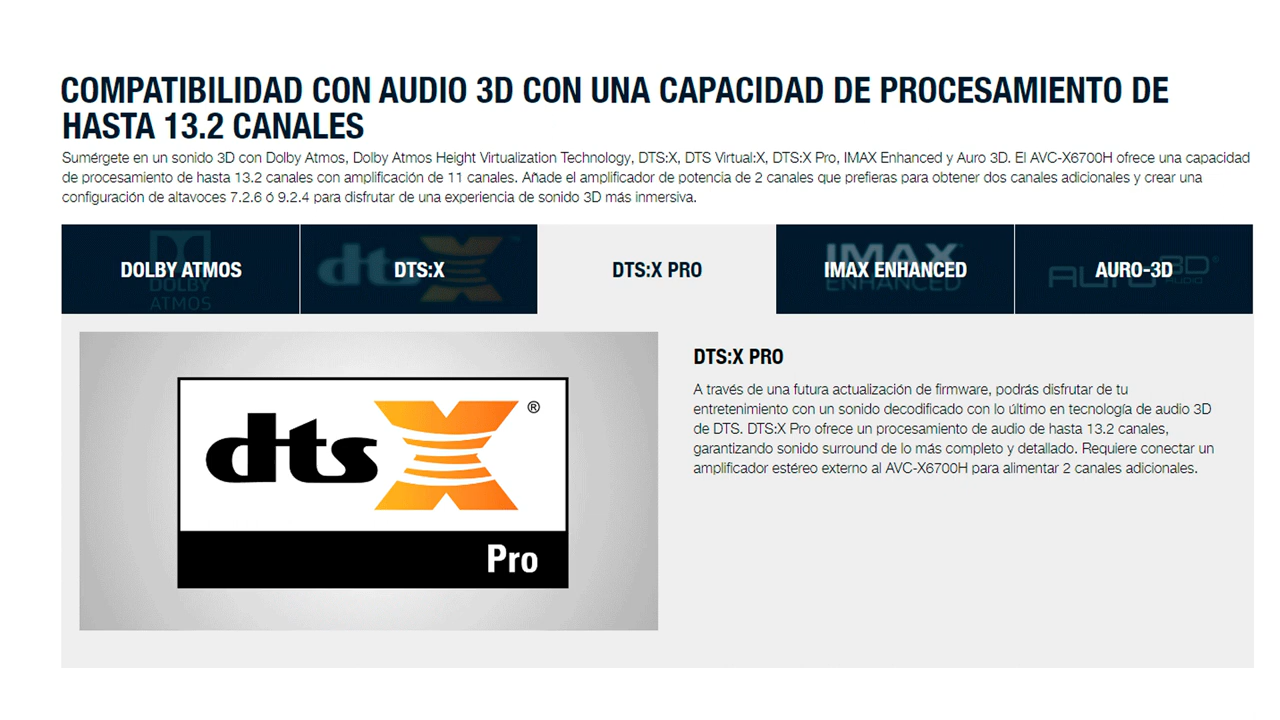 COMPATIBILIDAD CON AUDIO 3D CON UNA CAPACIDAD DE PROCESAMIENTO DE
HASTA 13.2 CANALES
Sumérgete en un sonido 3D con Dolby Atmos, Dolby Atmos Height Virtualization Technology, DTS:X, DTS Virtual:X, DTS:X Pro, IMAX Enhanced y Auro 3D. El AVC-X6700H ofrece una capacidad
de procesamiento de hasta 13.2 canales con amplificación de 11 canales. Añade el amplificador de potencia de 2 canales que prefieras para obtener dos canales adicionales y crear una
configuración de altavoces 7.2.6 ó 9.2.4 para disfrutar de una experiencia de sonido 3D más inmersiva.
DOLBY ATMOS
DOLBY
ATMOS
dts X
DTS:X
DTS:X PRO
IMAX
IMAX ENHANCED
ENHANCED
AURO-3D
AURO 3D®
AUDIO
dts X ®
Pro
DTS:X PRO
A través de una futura actualización de firmware, podrás disfrutar de tu
entretenimiento con un sonido decodificado con lo último en tecnología de audio 3D
de DTS. DTS:X Pro ofrece un procesamiento de audio de hasta 13.2 canales,
garantizando sonido surround de lo más completo y detallado. Requiere conectar un
amplificador estéreo externo al AVC-X6700H para alimentar 2 canales adicionales.